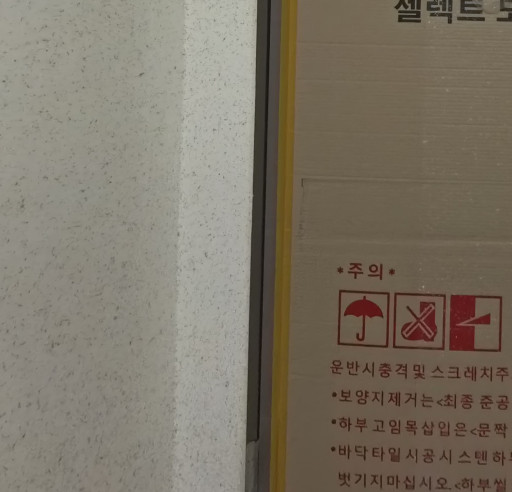 셀렉트 도
•주의•
운반시충격및 스크레치주
•보양지제거는<최종 준공
•하부고임목삽입은<문짝
•바닥타일시공시스텐하
벗기지마십시오.<하부씰